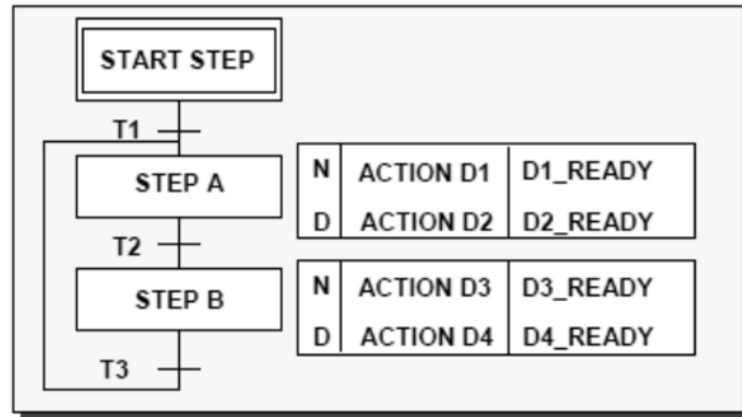 START STEP
T1
STEP A
N ACTION D1 D1_READY
D ACTION D2 D2_READY
T2
STEP B
N ACTION D3 D3_READY
D ACTION D4 D4_READY
T3